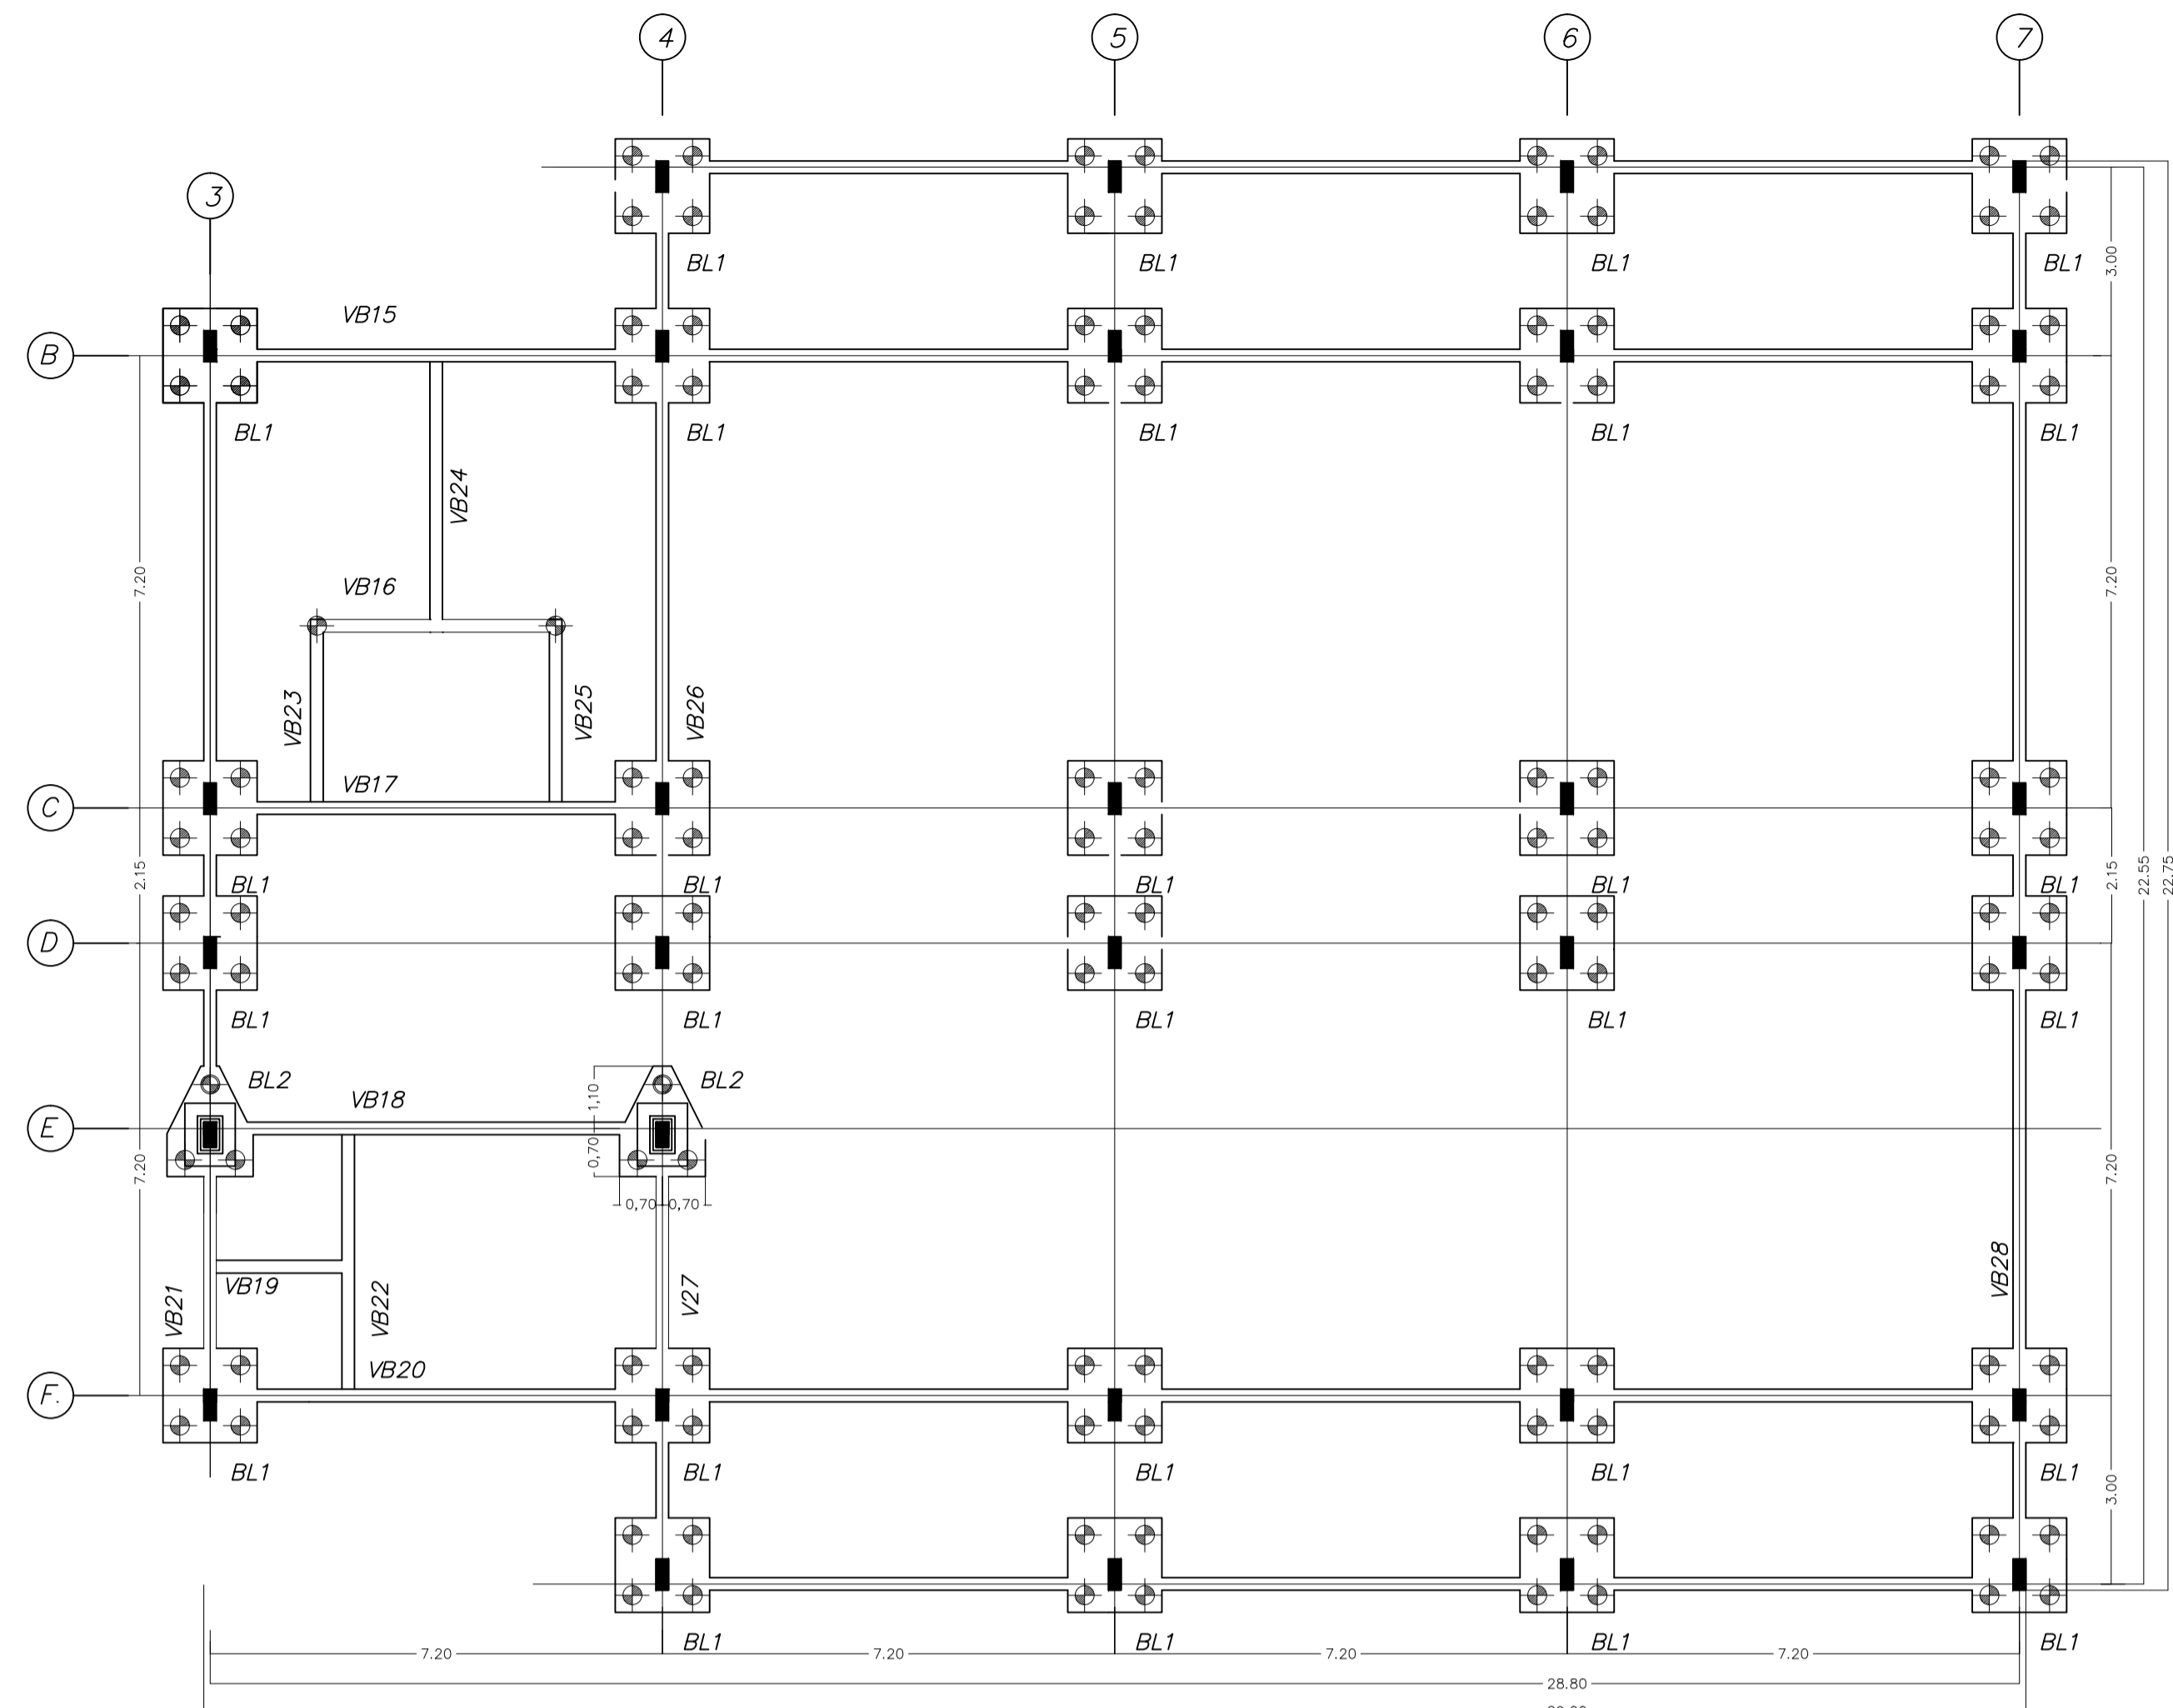 4 5 6 7
3
BL1 BL1 BL1 BL1
3.00
VB15
B
BL1 BL1 BL1 BL1 BL1
VB24
7.20 VB16 7.20
VB23 VB25 VB26
VB17
C
2.15 BL1 BL1 BL1 BL1 BL1 2.15 22.55 22.75
D
BL1 BL1 BL1 BL1 BL1
BL2 BL2
VB18 1,10
E
7.20 0,70 7.20
0,70 0,70
VB19 VB28
VB21 VB22 V27
VB20
F.
BL1 BL1 BL1 BL1 BL1
3.00
BL1 BL1 BL1 BL1
7.20 7.20 7.20 7.20
28.80